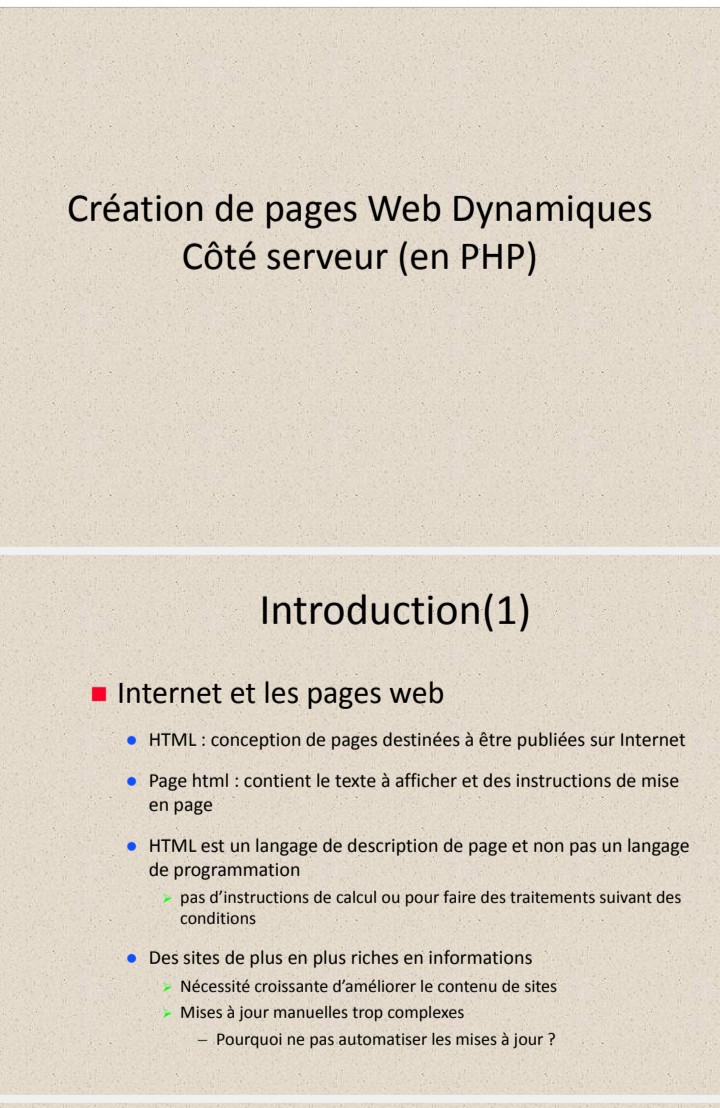 Création de pages Web Dynamiques
Côté serveur (en PHP)
Introduction(1)
Internet et les pages web
HTML : conception de pages destinées à être publiées sur Internet
Page html : contient le texte à afficher et des instructions de mise
en page
HTML est un langage de description de page et non pas un langage
de programmation
pas d'instructions de calcul ou pour faire des traitements suivant des
conditions
Des sites de plus en plus riches en informations
Nécessité croissante d'améliorer le contenu de sites
Mises à jour manuelles trop complexes
– Pourquoi ne pas automatiser les mises à jour ?